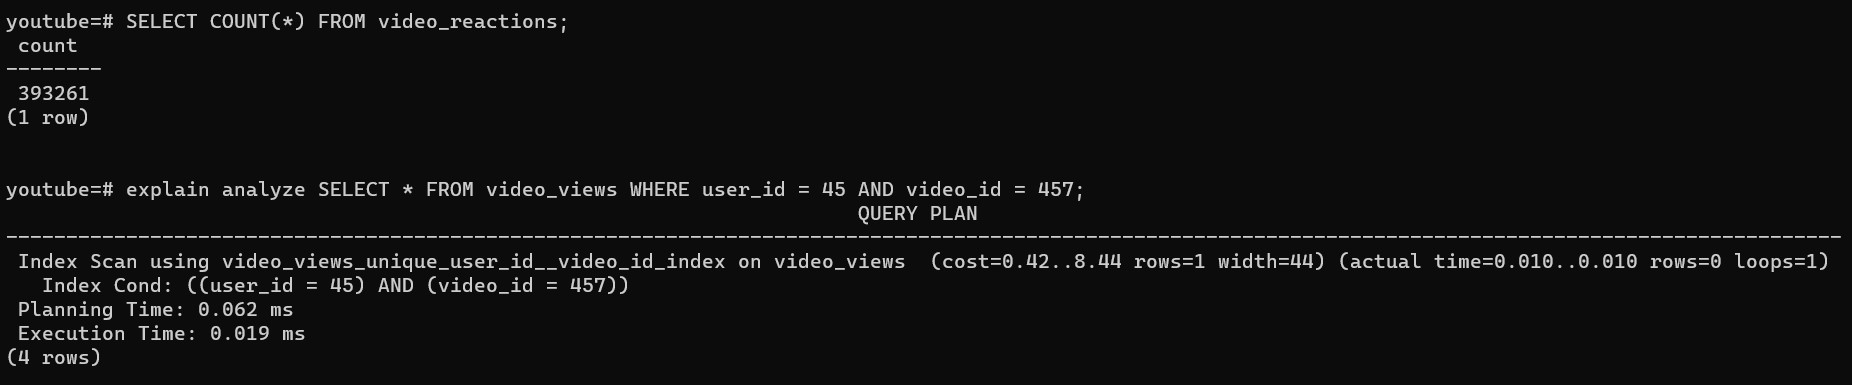 youtube=# SELECT COUNT(*) FROM video_reactions;
 count
--------
 393261
(1 row)


youtube=# explain analyze SELECT * FROM video_views WHERE user_id = 45 AND video_id = 457;
                                                                       QUERY PLAN
---------------------------------------------------------------------------------------------------------------------------------------------------------
 Index Scan using video_views_unique_user_id__video_id_index on video_views  (cost=0.42..8.44 rows=1 width=44) (actual time=0.010..0.010 rows=0 loops=1)
   Index Cond: ((user_id = 45) AND (video_id = 457))
 Planning Time: 0.062 ms
 Execution Time: 0.019 ms
(4 rows)